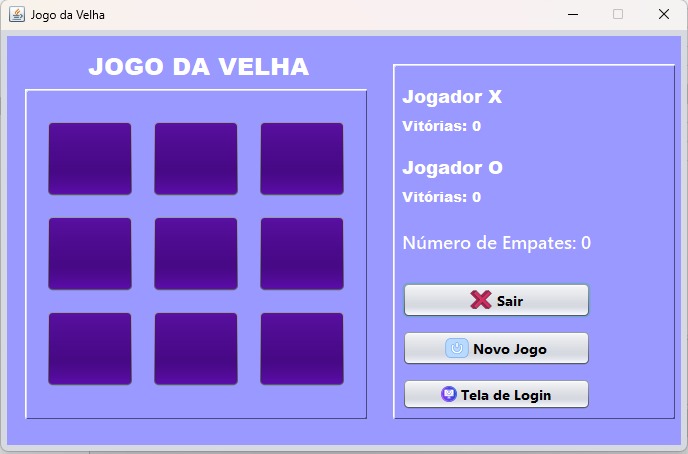 Jogo da Velha
JOGO DA VELHA
Jogador X
Vitórias: 0
Jogador O
Vitórias: 0
Número de Empates: 0
Sair
Novo Jogo
Tela de Login